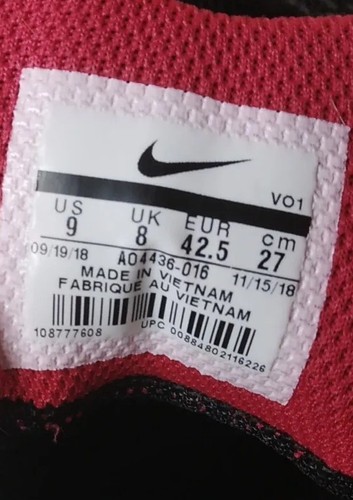 VO1
US UK EUR cm
9 8 42.5 27
09/19/18 AO4436-016 11/15/18
MADE IN VIETNAM
FABRIQUE AU VIETNAM
108777608 UPC 00884802116226